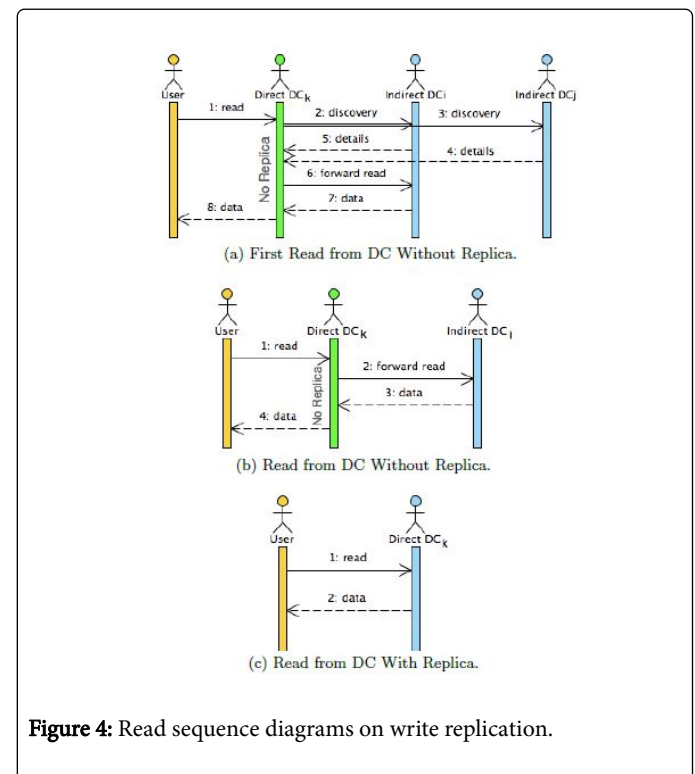 User Direct DCk Indirect DCi Indirect DCj
1: read
2: discovery
3: discovery
5: details
4: details
No Replica
6: forward read
7: data
8: data
(a) First Read from DC Without Replica.
User Direct DCk Indirect DCi
1: read
2: forward read
No Replica
3: data
4: data
(b) Read from DC Without Replica.
User Direct DCk
1: read
2: data
(c) Read from DC With Replica.
Figure 4: Read sequence diagrams on write replication.